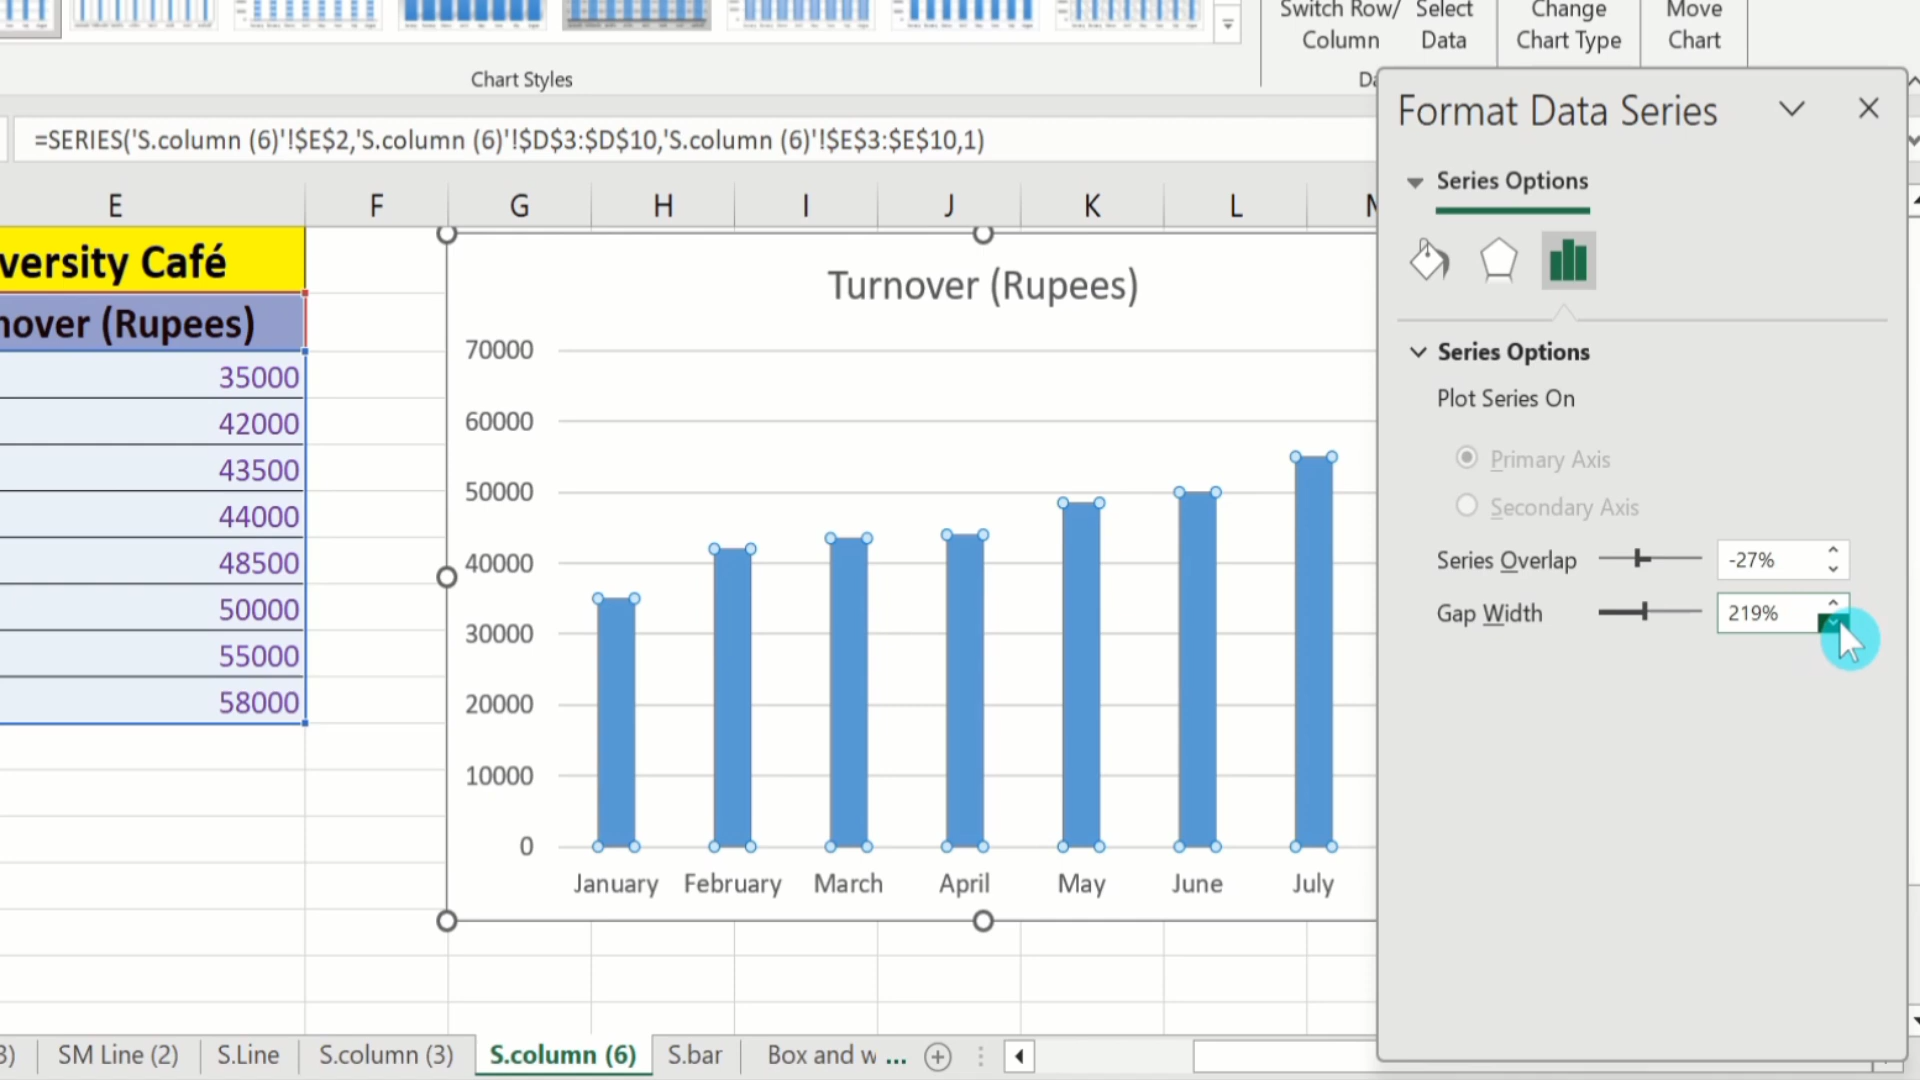 Switch Row/
Column
Select
Data
Change
Chart Type
Move
Chart
Chart Styles
Format Data Series
=SERIES('S.column (6)'!$E$2,'S.column (6)'!$D$3:$D$10,'S.column (6)'!$E$3:$E$10,1)
Series Options
E F G H I J K L
versity Café
nover (Rupees)
35000
42000
43500
44000
48500
50000
55000
58000
Turnover (Rupees)
70000
60000
50000
40000
30000
20000
10000
0
January February March April May June July
Series Options
Plot Series On
Primary Axis
Secondary Axis
Series Overlap -27%
Gap Width 219%
3) SM Line (2) S.Line S.column (3) S.column (6) S.bar Box and w ...